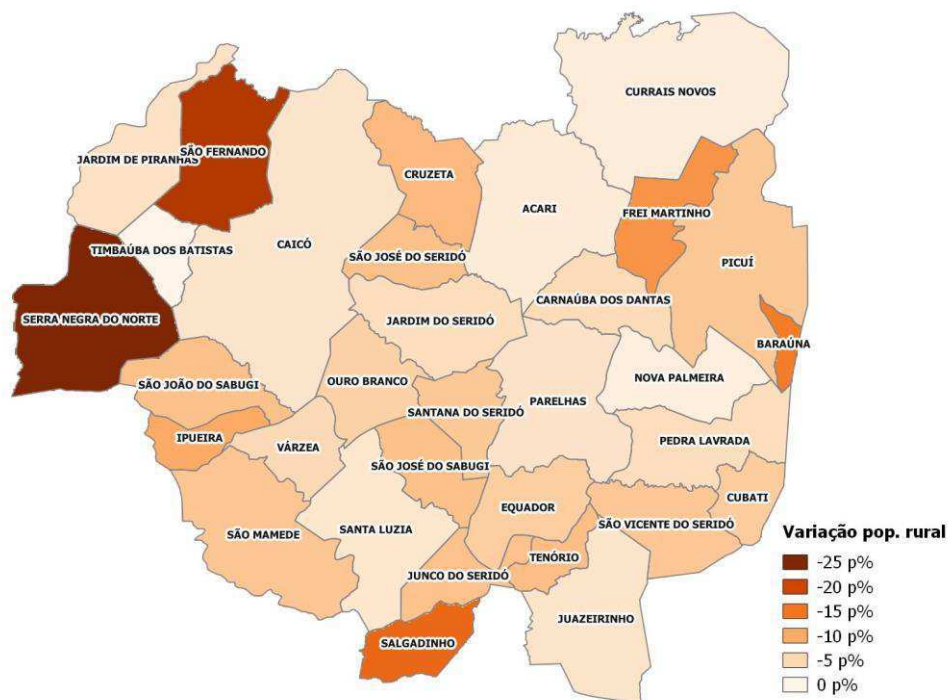 CURRAIS NOVOS
SÃO FERNANDO
JARDIM DE PIRANHAS
CRUZETA
ACARI
FREI MARTINHO
TIMBAÚBA DOS BATISTAS
CAICÓ
SÃO JOSÉ DO SERIDÓ
PICUÍ
CARNAÚBA DOS DANTAS
SERRA NEGRA DO NORTE
JARDIM DO SERIDÓ
BARAÚNA
SÃO JOÃO DO SABUGI
OURO BRANCO
NOVA PALMEIRA
SANTANA DO SERIDÓ
PARELHAS
IPUEIRA
VÁRZEA
PEDRA LAVRADA
SÃO JOSÉ DO SABUGI
CUBATI
EQUADOR
SÃO VICENTE DO SERIDÓ
SÃO MAMEDE
SANTA LUZIA
TENÓRIO
JUNCO DO SERIDÓ
JUAZEIRINHO
SALGADINHO
Variação pop. rural
-25 p%
-20 p%
-15 p%
-10 p%
-5 p%
0 p%